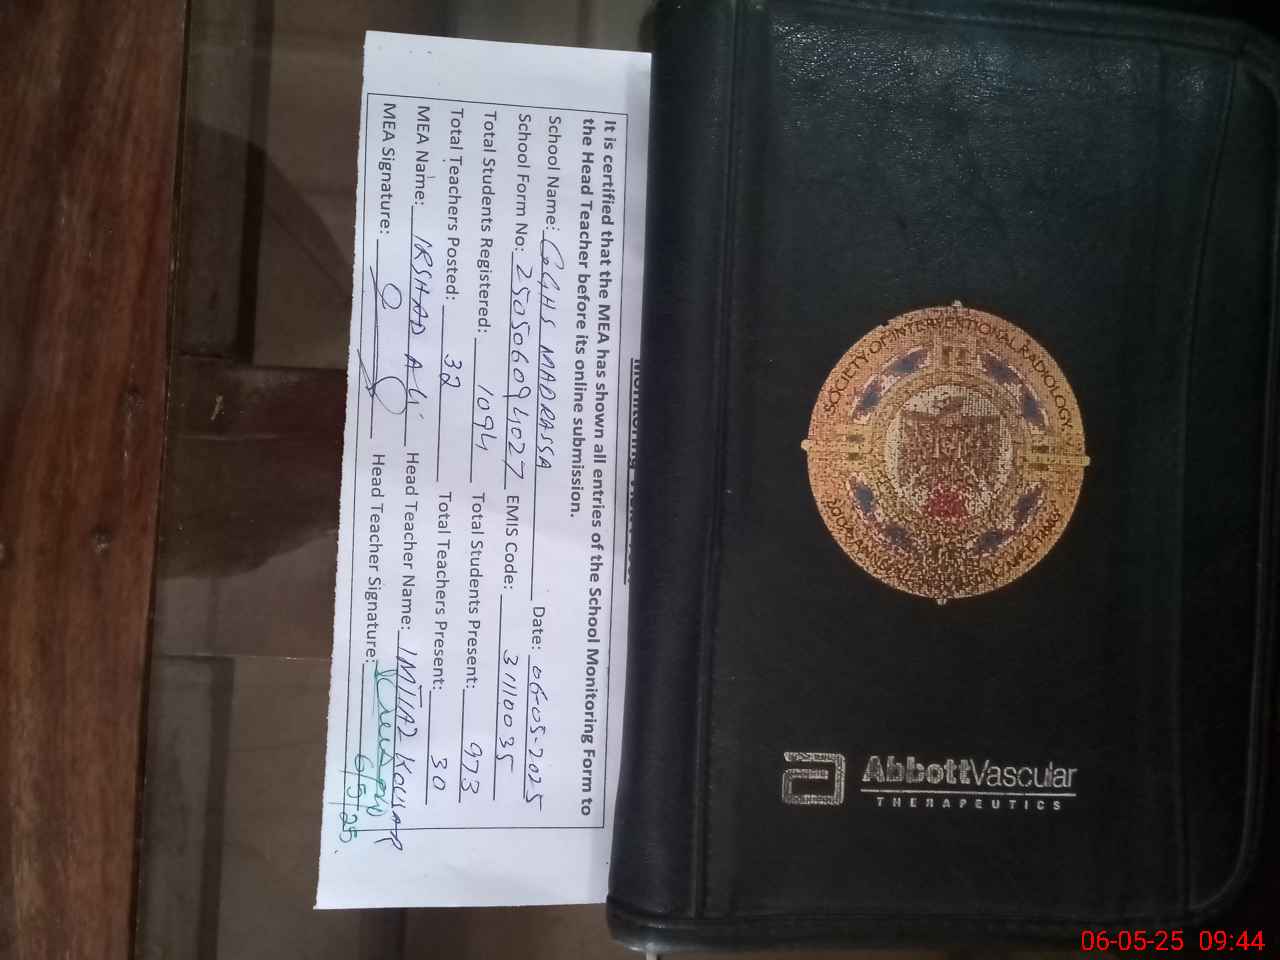 It is certified that the MEA has shown all entries of the School Monitoring Form to
the Head Teacher before its online submission.
School Name: GGHS MADRASSA Date: 06-05-2025
School Form No: 250506094027 EMIS Code: 31110035
Total Students Registered: 1094 Total Students Present: 973
Total Teachers Posted: 32 Total Teachers Present: 30
MEA Name: IRSHAD ALI Head Teacher Name: IMTIAZ KOUSAR
MEA Signature: Head Teacher Signature:
6/5/25
SOCIETY OF INTERVENTIONAL RADIOLOGY
AbbottVascular
THERAPEUTICS
06-05-25 09:44